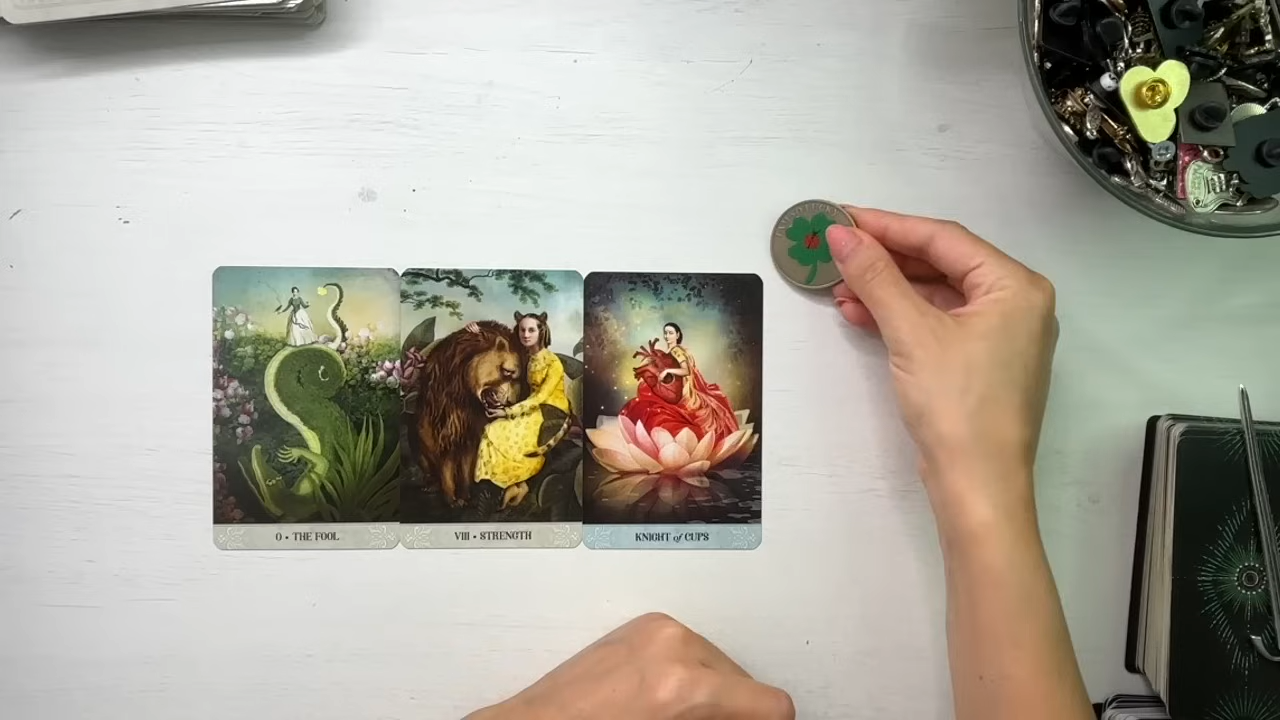 0 • THE FOOL
VIII • STRENGTH
KNIGHT of CUPS